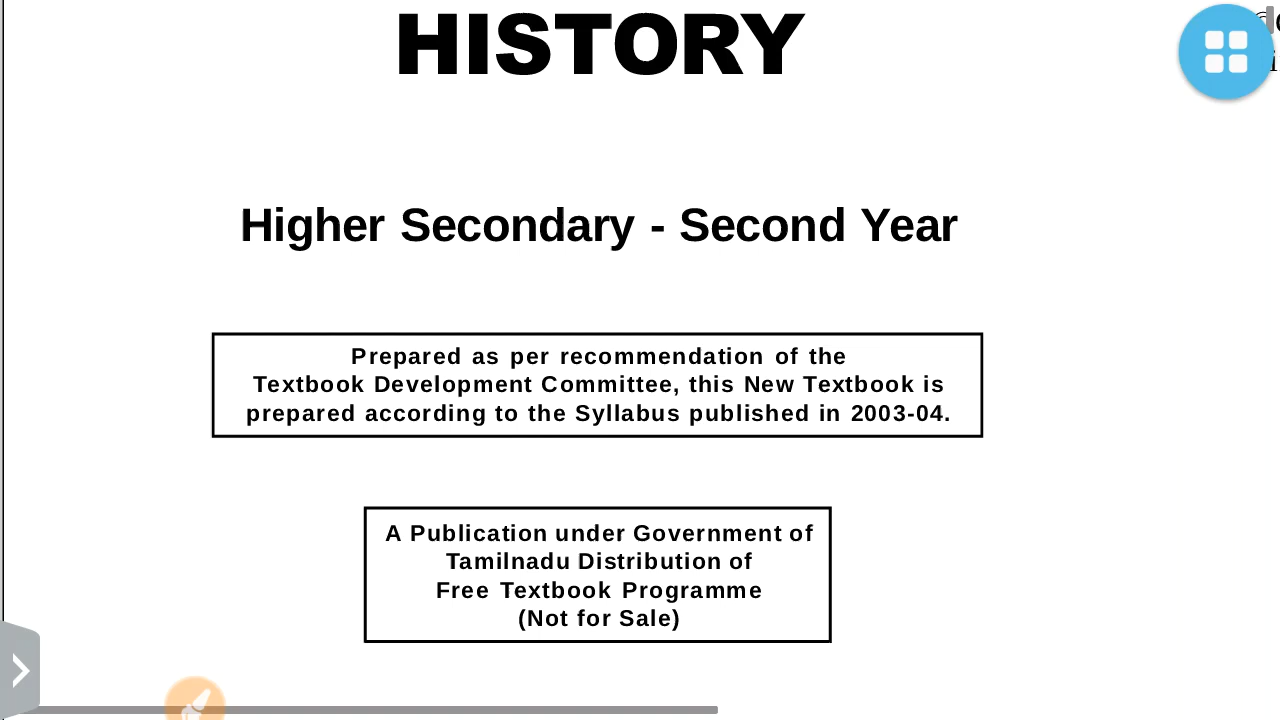 HISTORY
Higher Secondary - Second Year
Prepared as per recommendation of the
Textbook Development Committee, this New Textbook is
prepared according to the Syllabus published in 2003-04.
A Publication under Government of
Tamilnadu Distribution of
Free Textbook Programme
(Not for Sale)